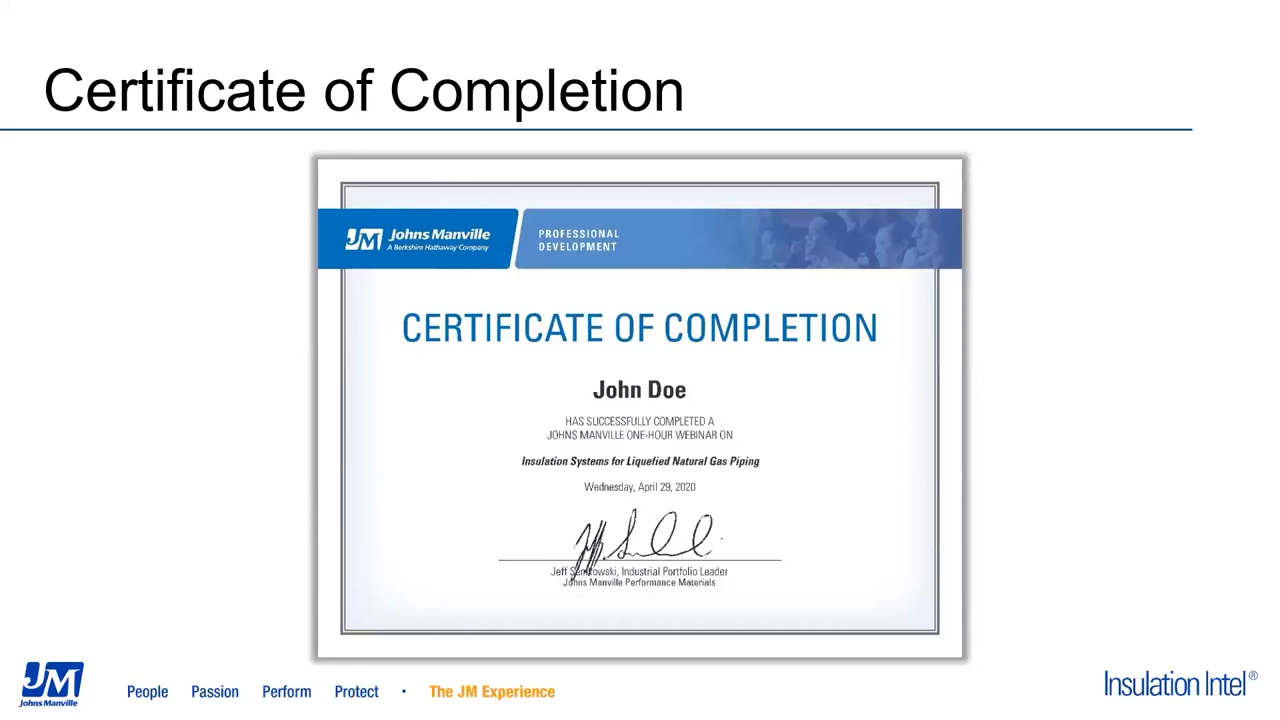 Certificate of Completion
JM Johns Manville
A Berkshire Hathaway Company
PROFESSIONAL
DEVELOPMENT
CERTIFICATE OF COMPLETION
John Doe
HAS SUCCESSFULLY COMPLETED A
JOHNS MANVILLE ONE-HOUR WEBINAR ON
Insulation Systems for Liquefied Natural Gas Piping
Wednesday, April 29, 2020
Jeff , Industrial Portfolio Leader
Johns Manville Performance Materials
JM
Johns Manville
People Passion Perform Protect • The JM Experience
Insulation Intel®